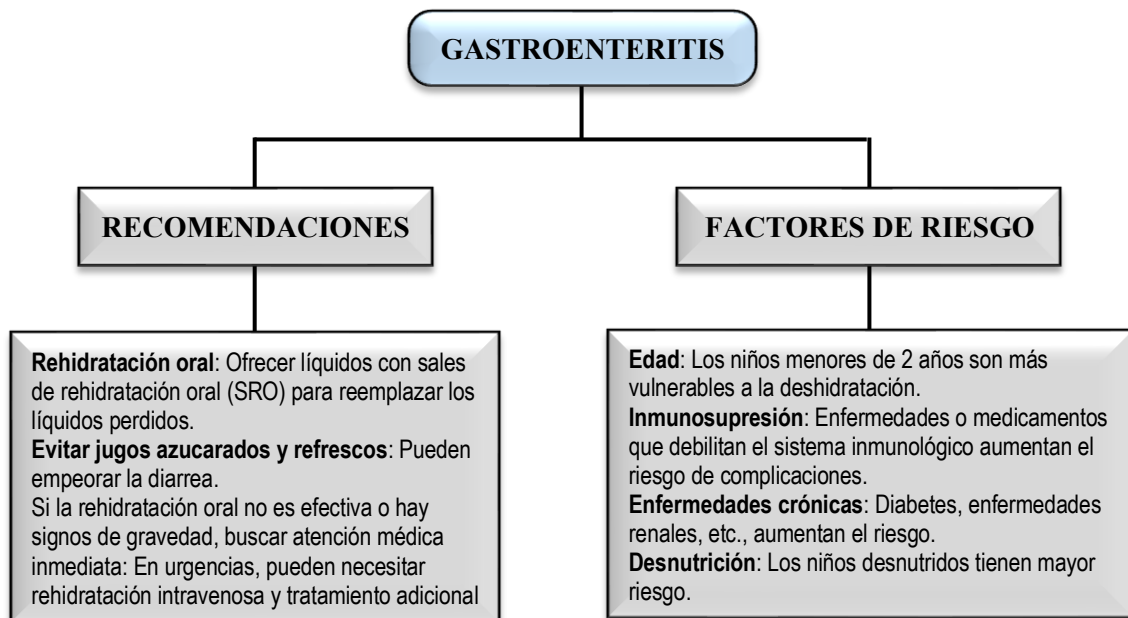 GASTROENTERITIS
RECOMENDACIONES
Rehidratación oral: Ofrecer líquidos con sales
de rehidratación oral (SRO) para reemplazar los
líquidos perdidos.
Evitar jugos azucarados y refrescos: Pueden
empeorar la diarrea.
Si la rehidratación oral no es efectiva o hay
signos de gravedad, buscar atención médica
inmediata: En urgencias, pueden necesitar
rehidratación intravenosa y tratamiento adicional
FACTORES DE RIESGO
Edad: Los niños menores de 2 años son más
vulnerables a la deshidratación.
Inmunosupresión: Enfermedades o medicamentos
que debilitan el sistema inmunológico aumentan el
riesgo de complicaciones.
Enfermedades crónicas: Diabetes, enfermedades
renales, etc., aumentan el riesgo.
Desnutrición: Los niños desnutridos tienen mayor
riesgo.